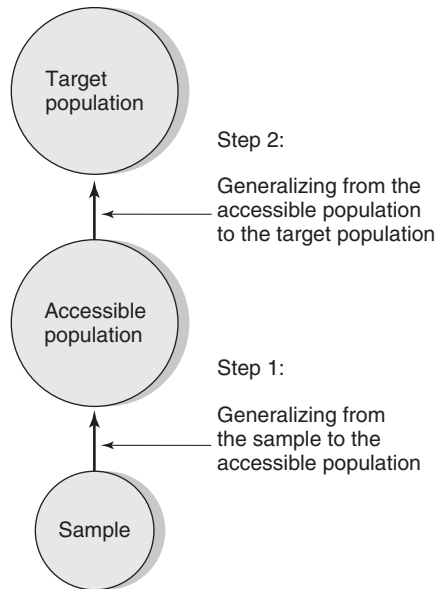 Target
population
Step 2:
Generalizing from the
accessible population
to the target population
Accessible
population
Step 1:
Generalizing from
the sample to the
accessible population
Sample